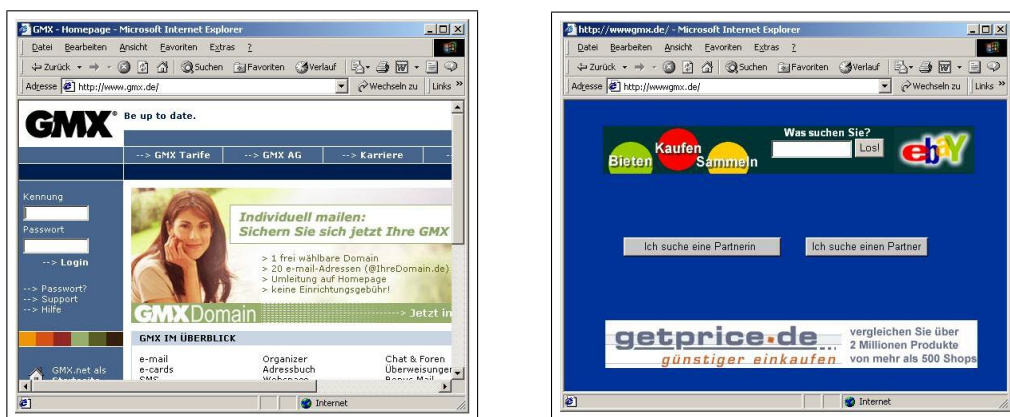 GMX - Homepage - Microsoft Internet Explorer
Datei Bearbeiten Ansicht Favoriten Extras ?
Zurück Suchen Favoriten Verlauf
Adresse http://www.gmx.de/ Wechseln zu Links »
GMX® Be up to date.
--> GMX Tarife --> GMX AG --> Karriere
Kennung
Passwort
--> Login
--> Passwort?
--> Support
--> Hilfe
GMX.net als
Startseite
Individuell mailen:
Sichern Sie sich jetzt Ihre GMX
> 1 frei wählbare Domain
> 20 e-mail-Adressen (@IhreDomain.de)
> Umleitung auf Homepage
> keine Einrichtungsgebühr!
GMXDomain ---> Jetzt in
GMX IM ÜBERBLICK
e-mail Organizer Chat & Foren
e-cards Adressbuch Überweisungen
SMS Webspace Bonus Mail
Internet
http://wwwgmx.de/ - Microsoft Internet Explorer
Datei Bearbeiten Ansicht Favoriten Extras ?
Zurück Suchen Favoriten Verlauf
Adresse http://wwwgmx.de/ Wechseln zu Links »
Bieten Kaufen Sammeln
Was suchen Sie?
Los!
ebay
Ich suche eine Partnerin Ich suche einen Partner
getprice.de
günstiger einkaufen
vergleichen Sie über
2 Millionen Produkte
von mehr als 500 Shops
Internet